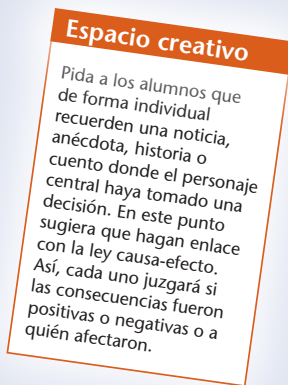 Espacio creativo
Pida a los alumnos que
de forma individual
recuerden una noticia,
anécdota, historia o
cuento donde el personaje
central haya tomado una
decisión. En este punto
sugiera que hagan enlace
con la ley causa-efecto.
Así, cada uno juzgará si
las consecuencias fueron
positivas o negativas o a
quién afectaron.